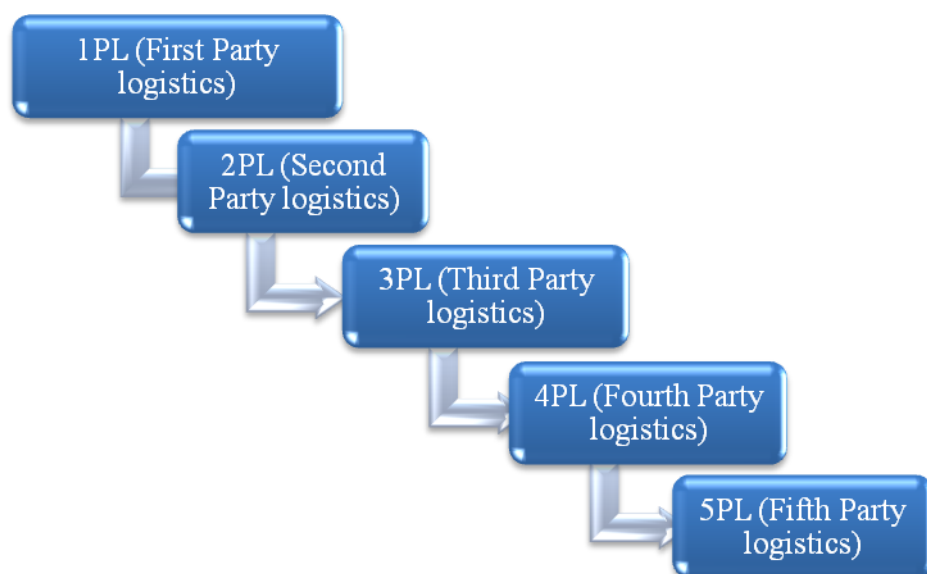 1PL (First Party
logistics)
2PL (Second
Party logistics)
3PL (Third Party
logistics)
4PL (Fourth Party
logistics)
5PL (Fifth Party
logistics)